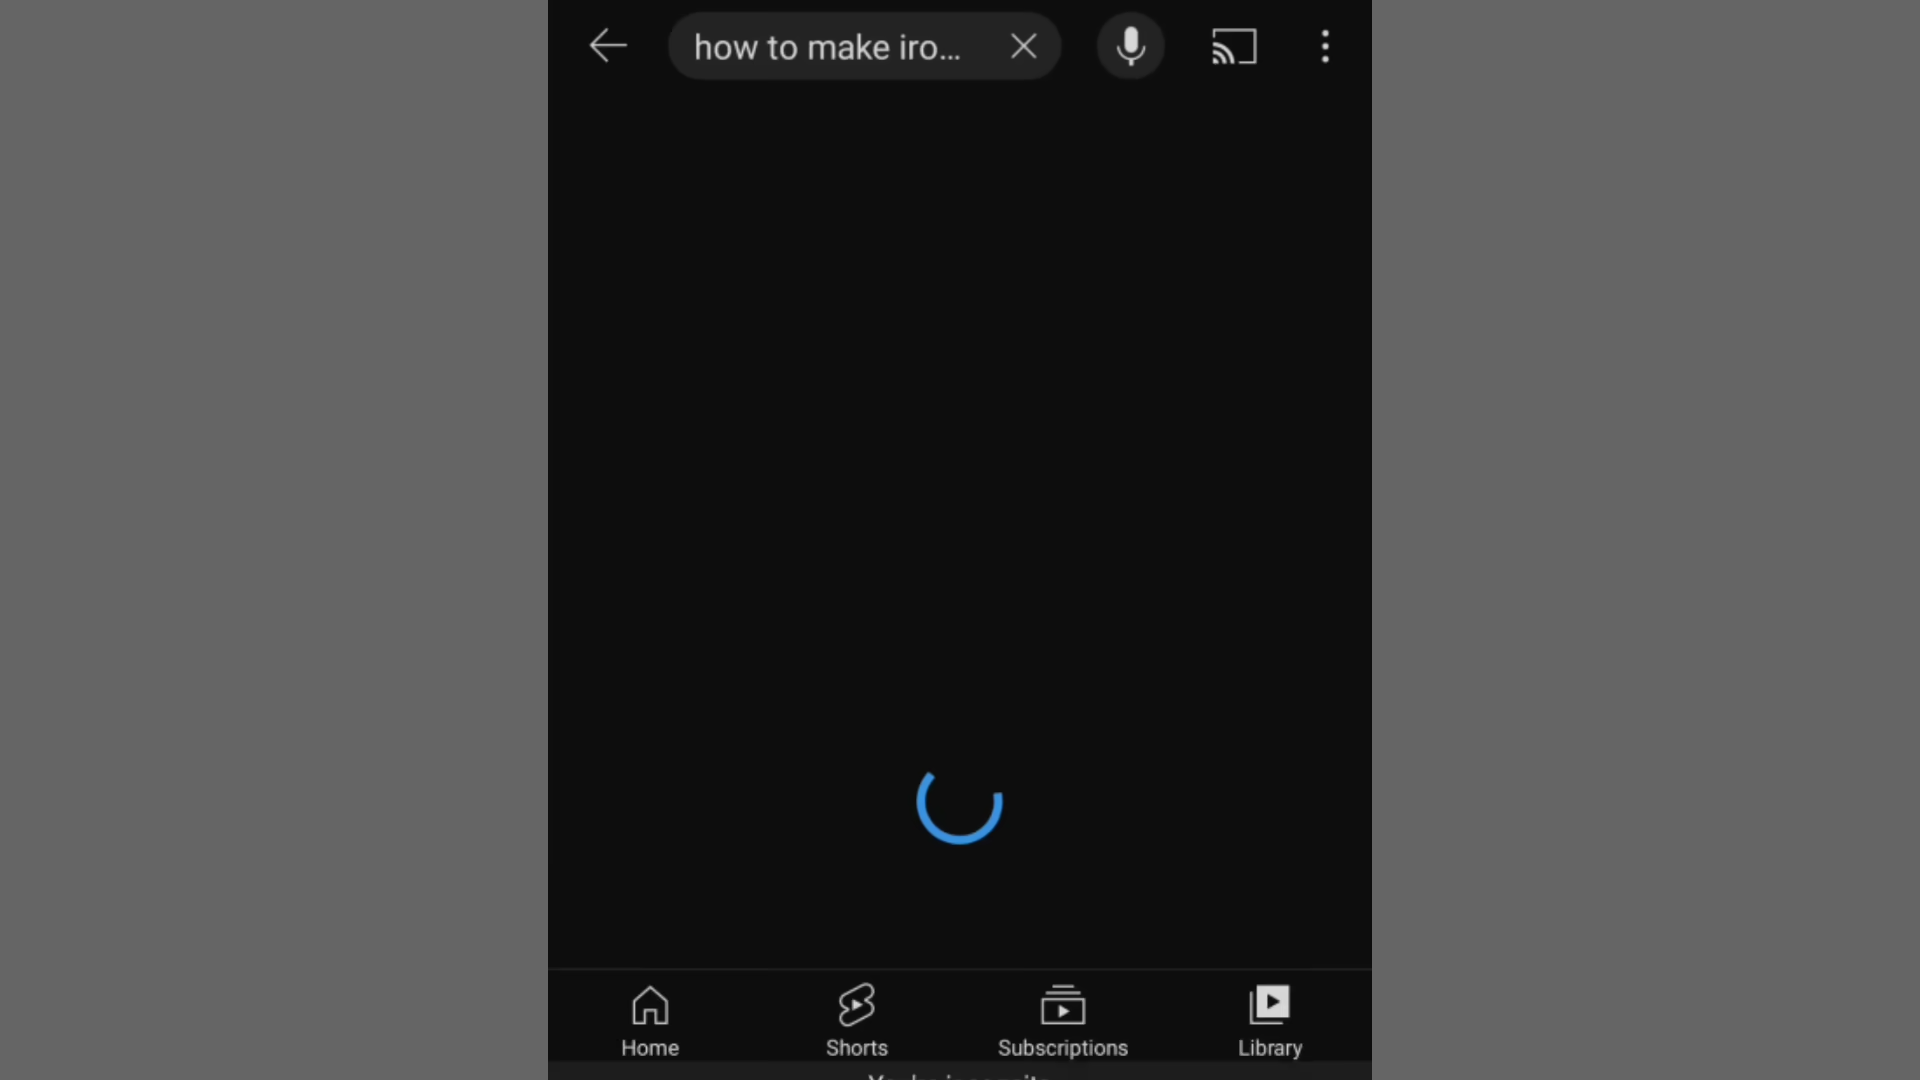 how to make iro...
Home
Shorts
Subscriptions
Library